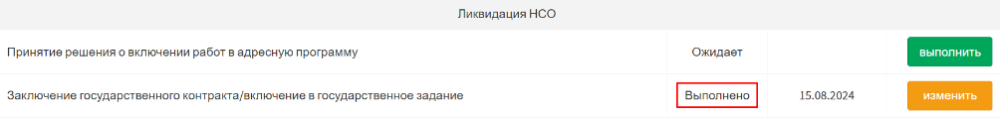 Ликвидация НСО
Принятие решения о включении работ в адресную программу Ожидает выполнить
Заключение государственного контракта/включение в государственное задание Выполнено 15.08.2024 изменить